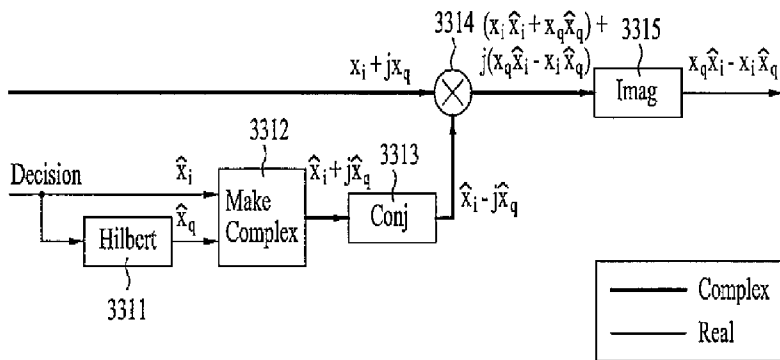 3314
(x_i x̂_i + x_q x̂_q) +
j(x_q x̂_i - x_i x̂_q)
3315
x_i + jx_q
Imag
x_q x̂_i - x_i x̂_q
3312
3313
Decision
x̂_i
x̂_i + jx̂_q
Make
Complex
Conj
x̂_i - jx̂_q
Hilbert
x̂_q
3311
Complex
Real